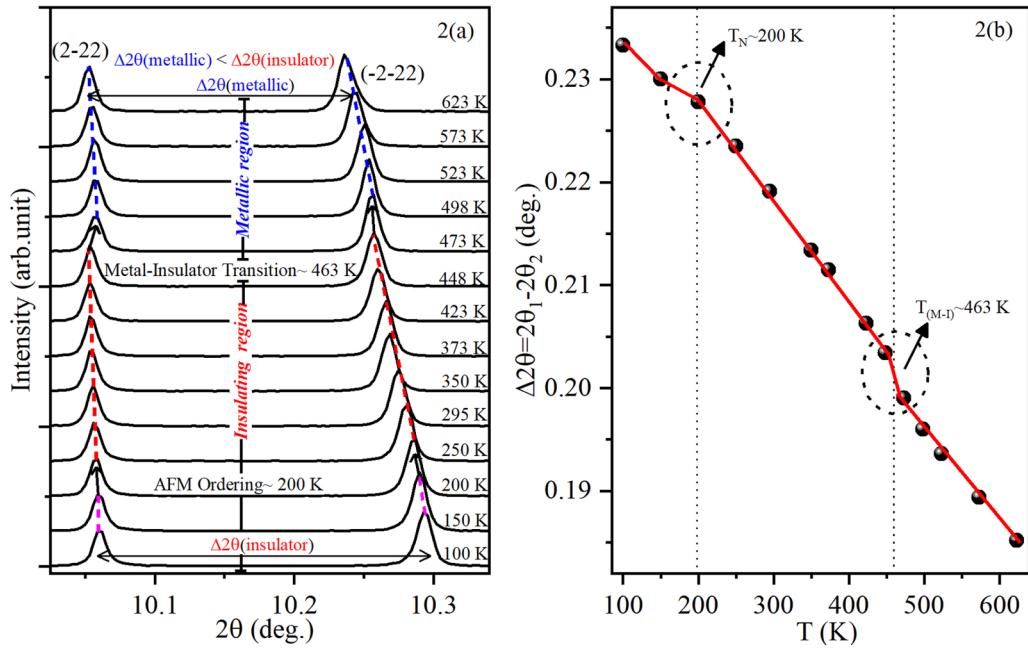 2(a)
(2-22)
Δ2θ(metallic) < Δ2θ(insulator)
(-2-22)
Δ2θ(metallic)
623 K
573 K
523 K
498 K
473 K
Metallic region
Metal-Insulator Transition~ 463 K
448 K
423 K
373 K
350 K
295 K
250 K
Insulating region
AFM Ordering~ 200 K
200 K
150 K
Δ2θ(insulator)
100 K
Intensity (arb.unit)
10.1
10.2
10.3
2θ (deg.)
2(b)
T_N~200 K
T_(M-I)~463 K
0.23
0.22
0.21
0.20
0.19
Δ2θ=2θ₁-2θ₂ (deg.)
100
200
300
400
500
600
T (K)